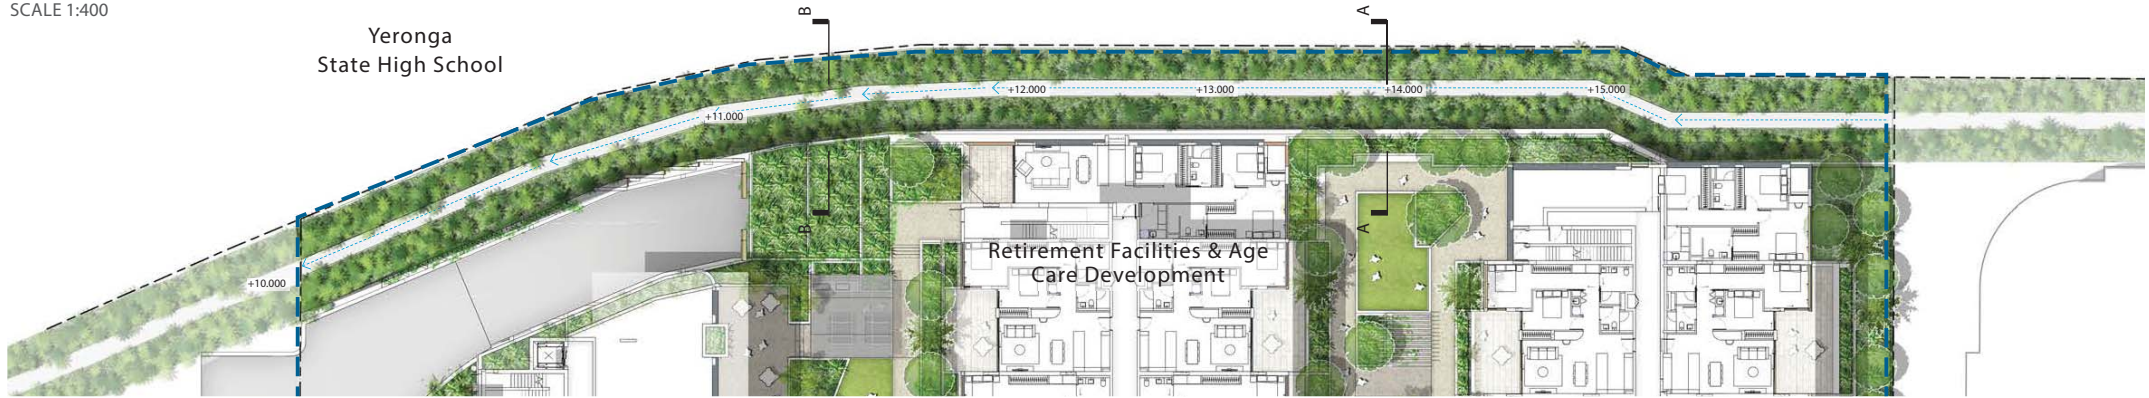 SCALE 1:400
Yeronga
State High School
B
A
+12.000
+13.000
+14.000
+15.000
+11.000
B
A
Retirement Facilities & Age
Care Development
+10.000